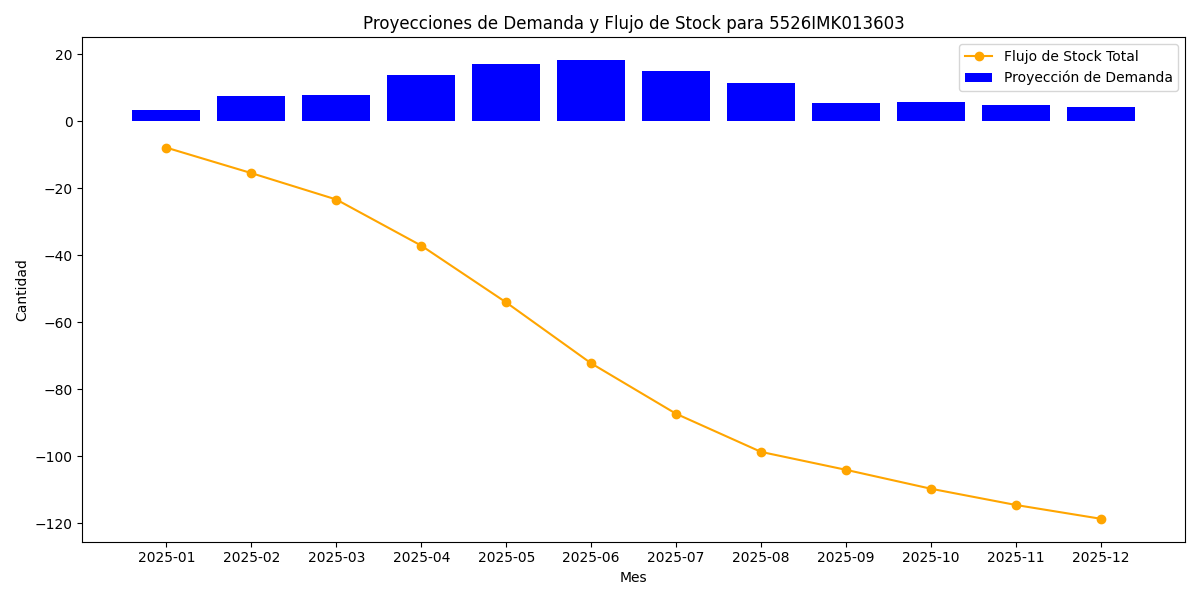 Proyecciones de Demanda y Flujo de Stock para 5526IMK013603
Flujo de Stock Total
Proyección de Demanda
Cantidad
20
0
−20
−40
−60
−80
−100
−120
2025-01 2025-02 2025-03 2025-04 2025-05 2025-06 2025-07 2025-08 2025-09 2025-10 2025-11 2025-12
Mes